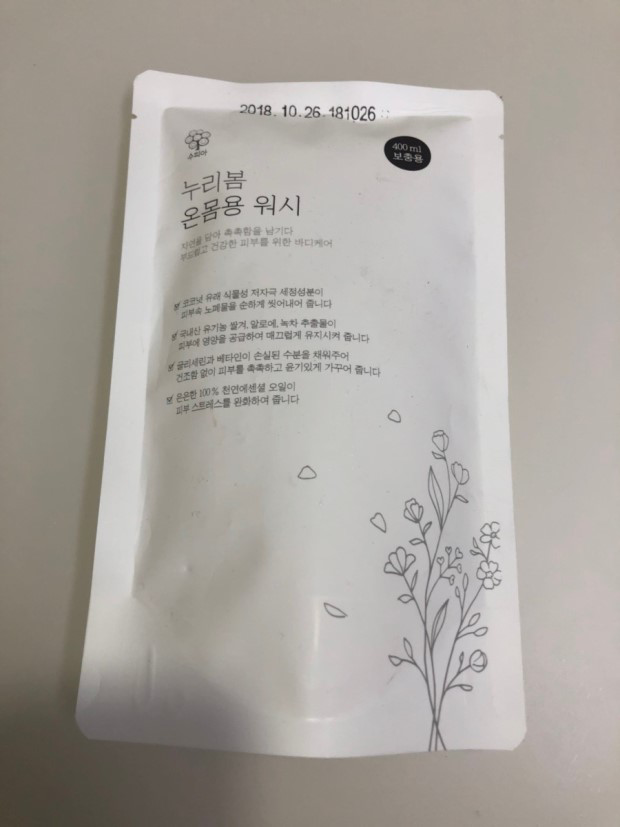 2018. 10. 26. 181026
400 ml
보충용
누리봄
온몸용 워시
자연을 담아 촉촉함을 남기다
부드럽고 건강한 피부를 위한 바디케어
봄 코코넛 유래 식물성 저자극 세정성분이
피부속 노폐물을 순하게 씻어내어 줍니다
봄 국내산 유기농 쌀겨, 알로에, 녹차 추출물이
피부에 영양을 공급하여 매끄럽게 유지시켜 줍니다
봄 글리세린과 베타인이 손실된 수분을 채워주어
건조함 없이 피부를 촉촉하고 윤기있게 가꾸어 줍니다
봄 은은한 100% 천연에센셜 오일이
피부 스트레스를 완화하여 줍니다